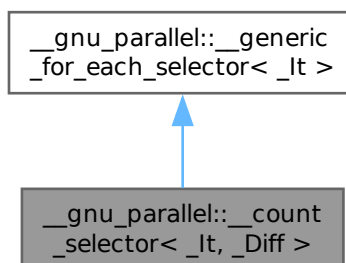 __gnu_parallel::__generic
_for_each_selector< _It >
__gnu_parallel::__count
_selector< _It, _Diff >